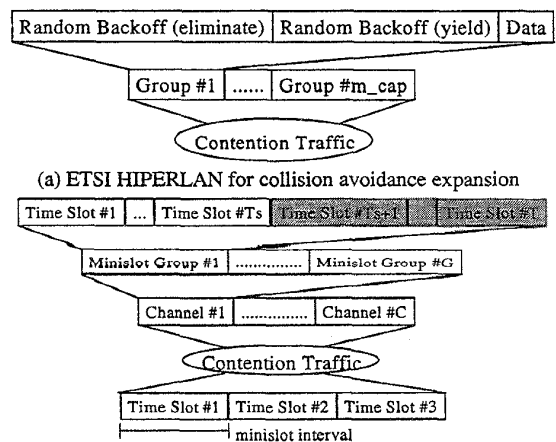 Random Backoff (eliminate) Random Backoff (yield) Data
Group #1 ...... Group #m_cap
Contention Traffic
(a) ETSI HIPERLAN for collision avoidance expansion
Time Slot #1 ... Time Slot #Ts Time Slot #Ts+1 Time Slot #T
Minislot Group #1 ............... Minislot Group #G
Channel #1 ............... Channel #C
Contention Traffic
Time Slot #1 Time Slot #2 Time Slot #3
minislot interval